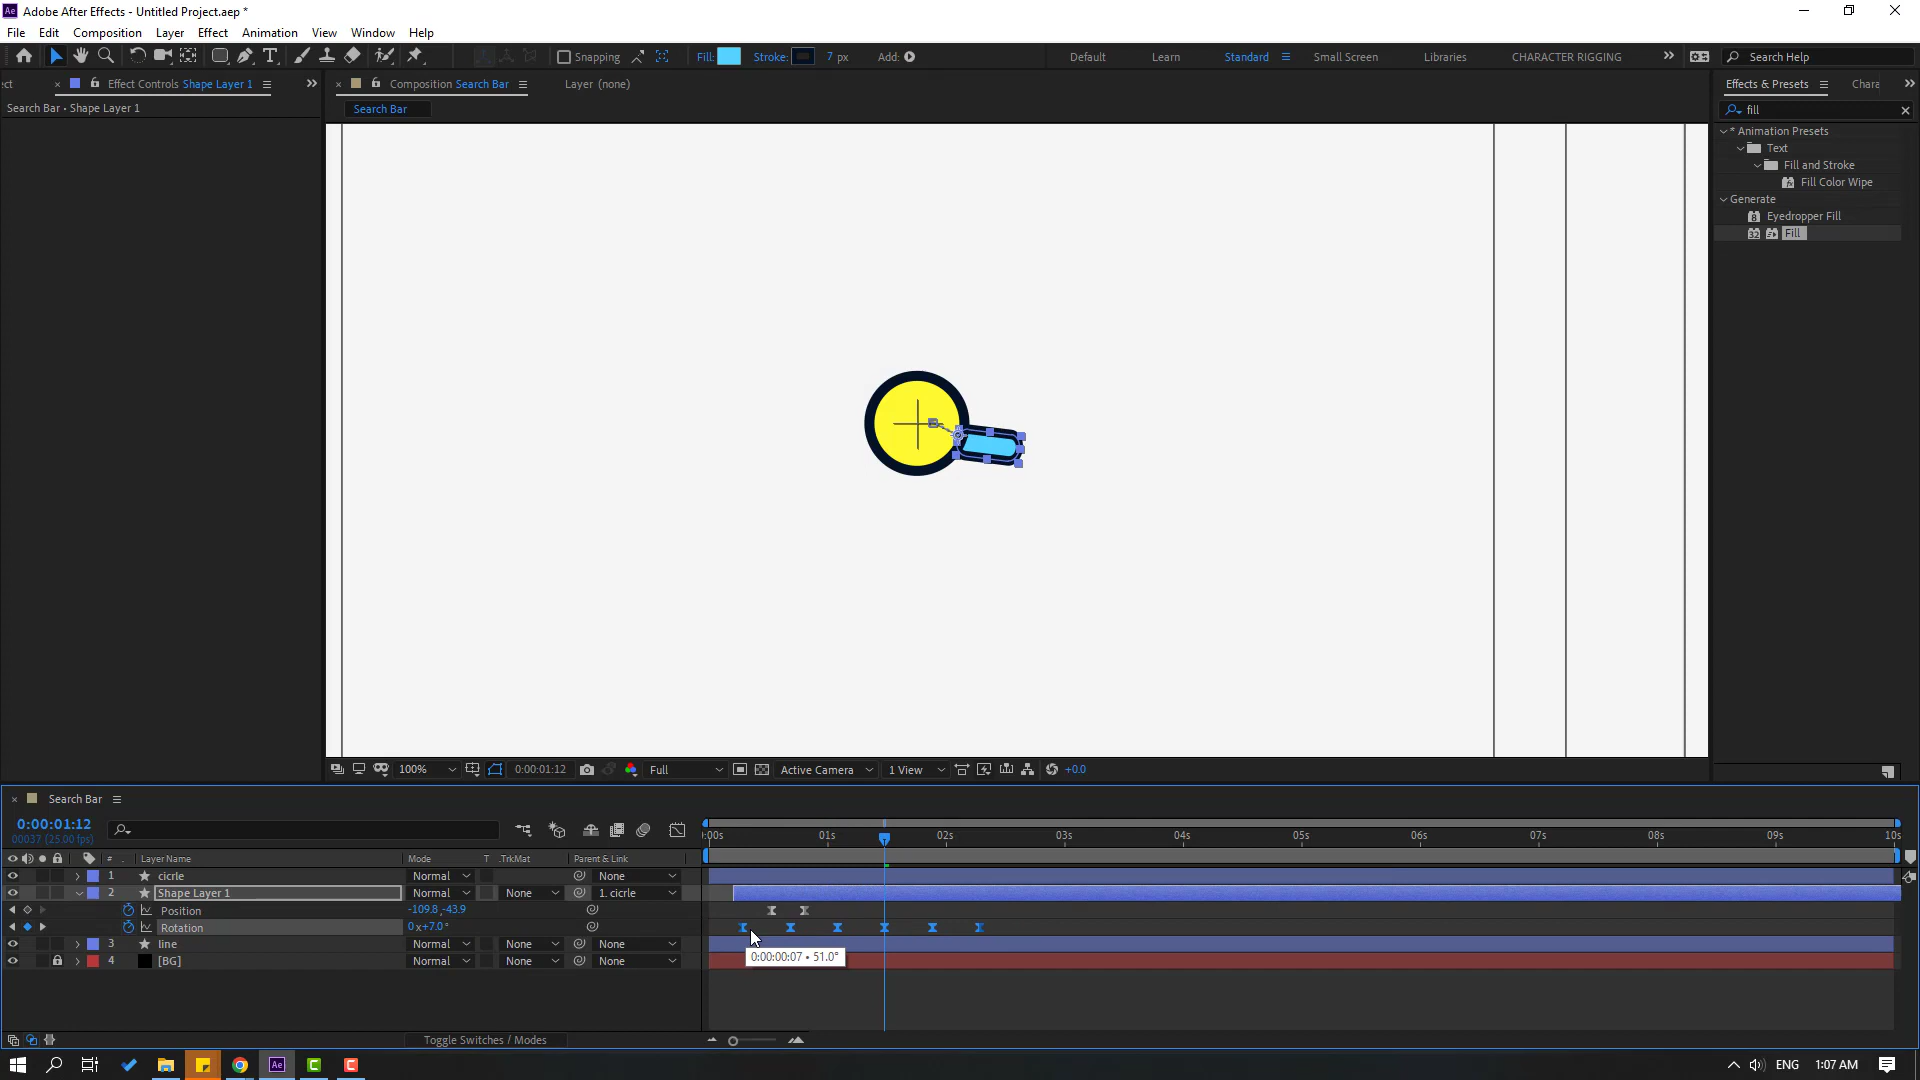 Adobe After Effects - Untitled Project.aep *
File Edit Composition Layer Effect Animation View Window Help
Snapping Fill: Stroke: 7 px Add: Default Learn Standard Small Screen Libraries CHARACTER RIGGING Search Help
ect Effect Controls Shape Layer 1 Composition Search Bar Layer (none) Effects & Presets Chara
Search Bar • Shape Layer 1 Search Bar fill
* Animation Presets
Text
Fill and Stroke
Fill Color Wipe
Generate
Eyedropper Fill
Fill
100% 0:00:01:12 Full Active Camera 1 View +0.0
Search Bar
0:00:01:12
00037 (25.00 fps)
:00s 01s 02s 03s 04s 05s 06s 07s 08s 09s 10s
# Layer Name Mode T .TrkMat Parent & Link
1 cicrle Normal None
2 Shape Layer 1 Normal None 1. cicrle
Position -109.8,-43.9
Rotation 0x+7.0°
3 line Normal None None
0:00:00:07 • 51.0°
4 [BG] Normal None None
Toggle Switches / Modes
ENG 1:07 AM